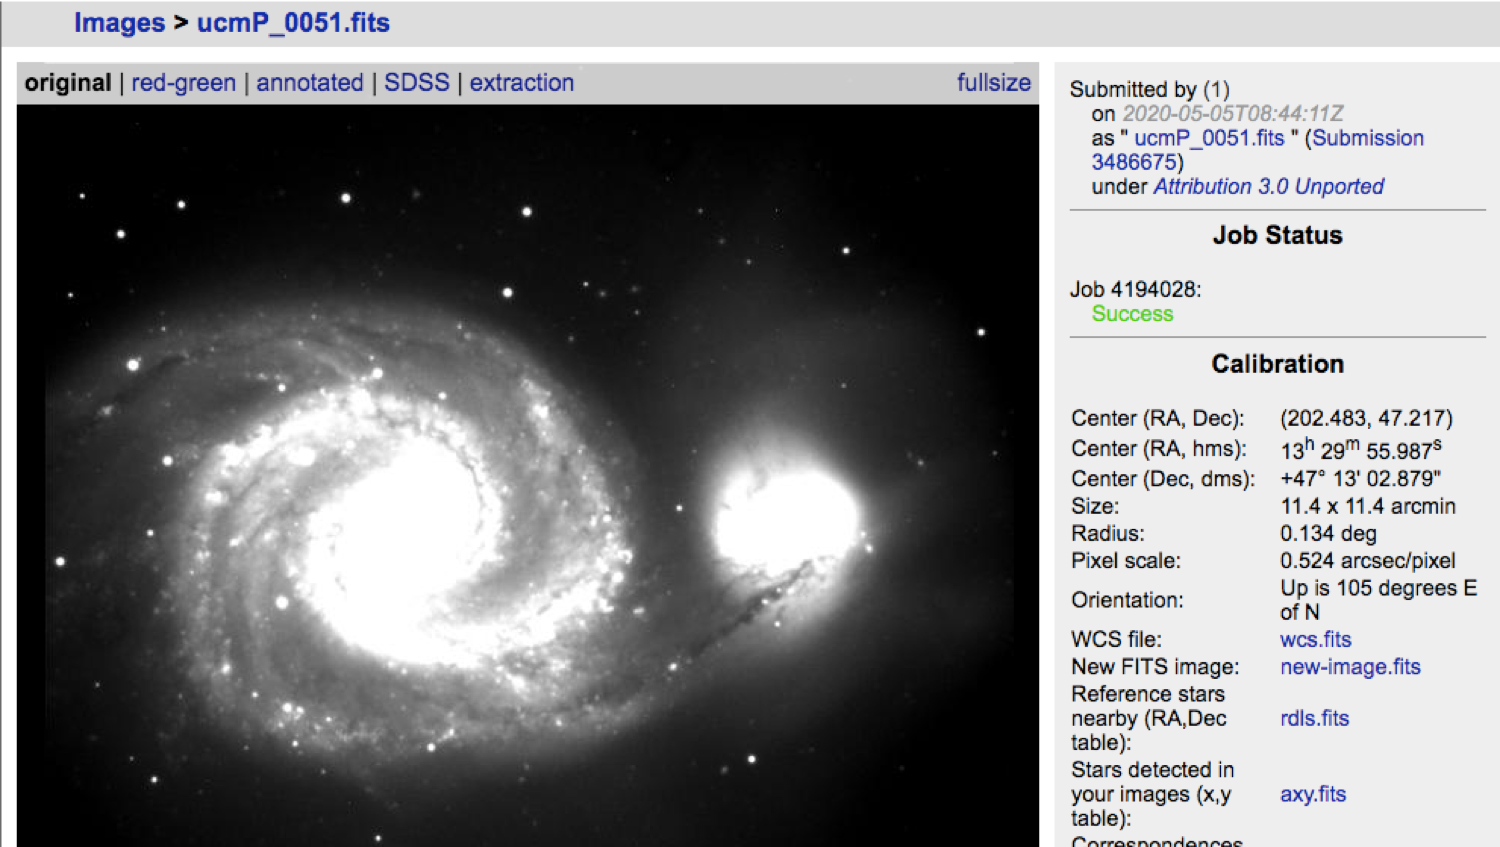 Images > ucmP_0051.fits
original | red-green | annotated | SDSS | extraction
fullsize
Submitted by (1)
on 2020-05-05T08:44:11Z
as " ucmP_0051.fits " (Submission
3486675)
under Attribution 3.0 Unported
Job Status
Job 4194028:
Success
Calibration
Center (RA, Dec): (202.483, 47.217)
Center (RA, hms): 13h 29m 55.987s
Center (Dec, dms): +47° 13' 02.879"
Size: 11.4 x 11.4 arcmin
Radius: 0.134 deg
Pixel scale: 0.524 arcsec/pixel
Orientation: Up is 105 degrees E
of N
WCS file: wcs.fits
New FITS image: new-image.fits
Reference stars
nearby (RA,Dec rdls.fits
table):
Stars detected in
your images (x,y axy.fits
table):
Correspondences